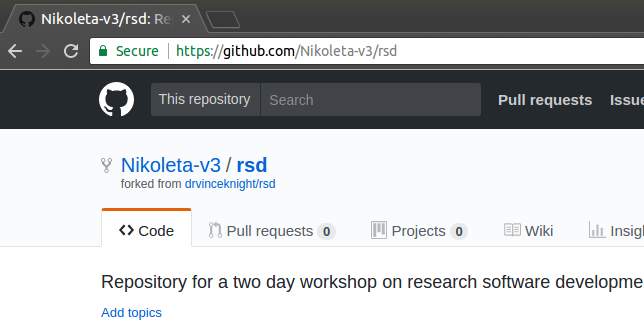 Nikoleta-v3/rsd: Re
Secure https://github.com/Nikoleta-v3/rsd
This repository Search Pull requests Issue
Nikoleta-v3 / rsd
forked from drvinceknight/rsd
Code Pull requests 0 Projects 0 Wiki Insigh
Repository for a two day workshop on research software developme
Add topics